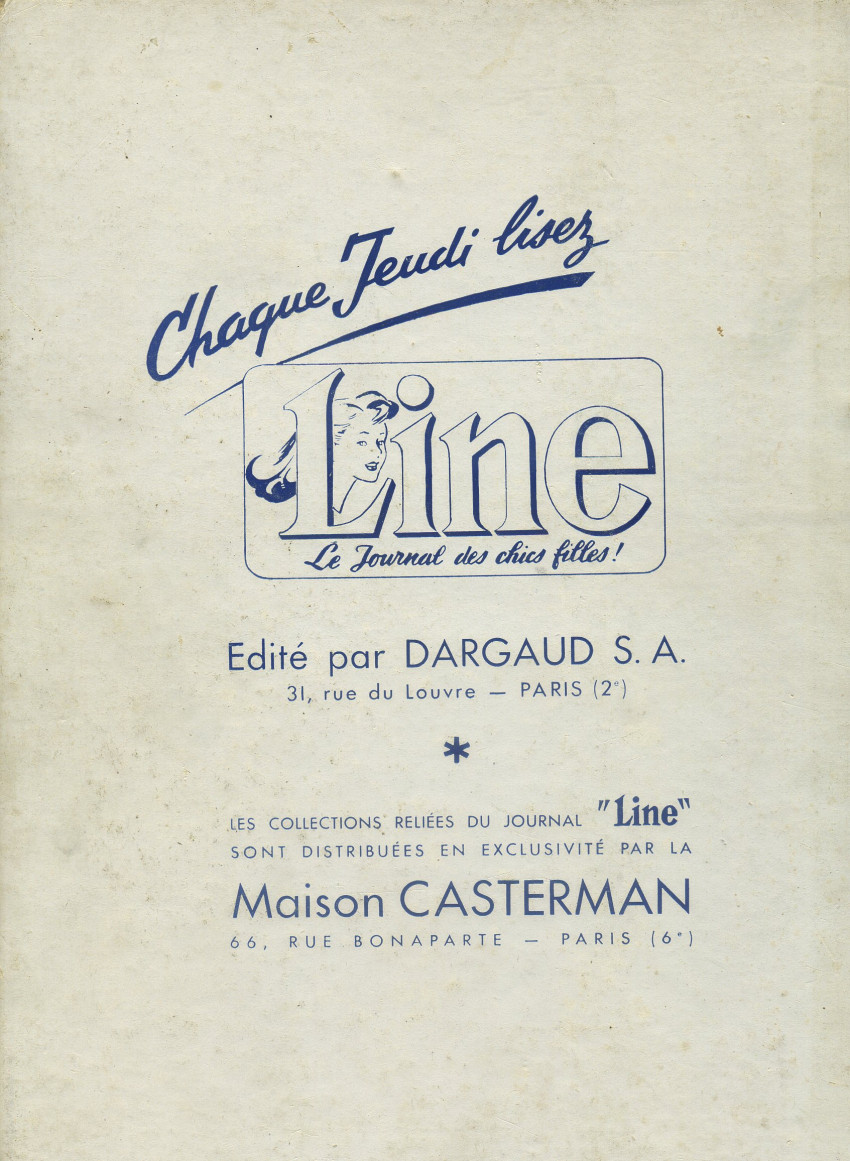 Chaque Jeudi lisez
Line
Le Journal des chics filles!
Edité par DARGAUD S. A.
31, rue du Louvre — PARIS (2e)
*
LES COLLECTIONS RELIÉES DU JOURNAL "Line"
SONT DISTRIBUÉES EN EXCLUSIVITÉ PAR LA
Maison CASTERMAN
66, RUE BONAPARTE — PARIS (6e)